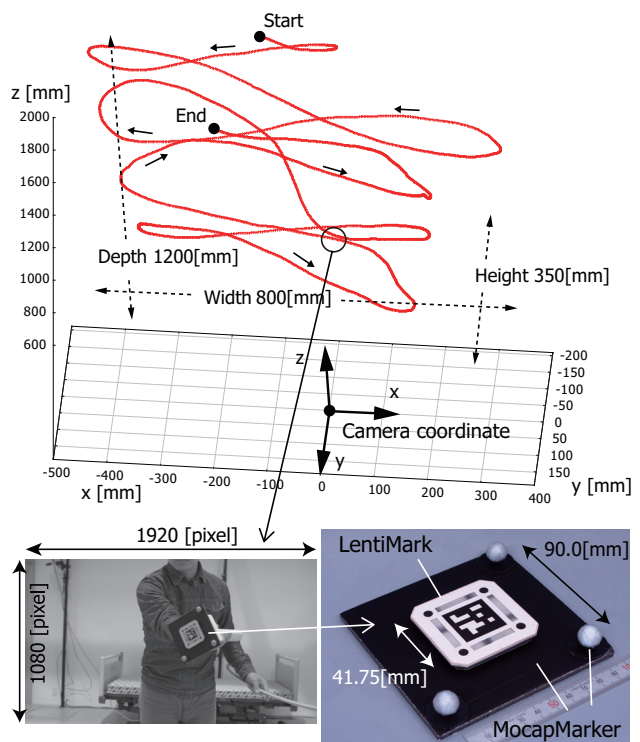 Start
z [mm]
2000
1800
1600
1400
1200
1000
800
600
End
Depth 1200[mm]
Width 800[mm]
Height 350[mm]
z
x
y
Camera coordinate
-200
-150
-100
-50
0
50
100
150
-500
-400
-300
-200
-100
0
100
200
300
400
x [mm]
y [mm]
1920 [pixel]
1080 [pixel]
LentiMark
90.0[mm]
41.75[mm]
MocapMarker
50